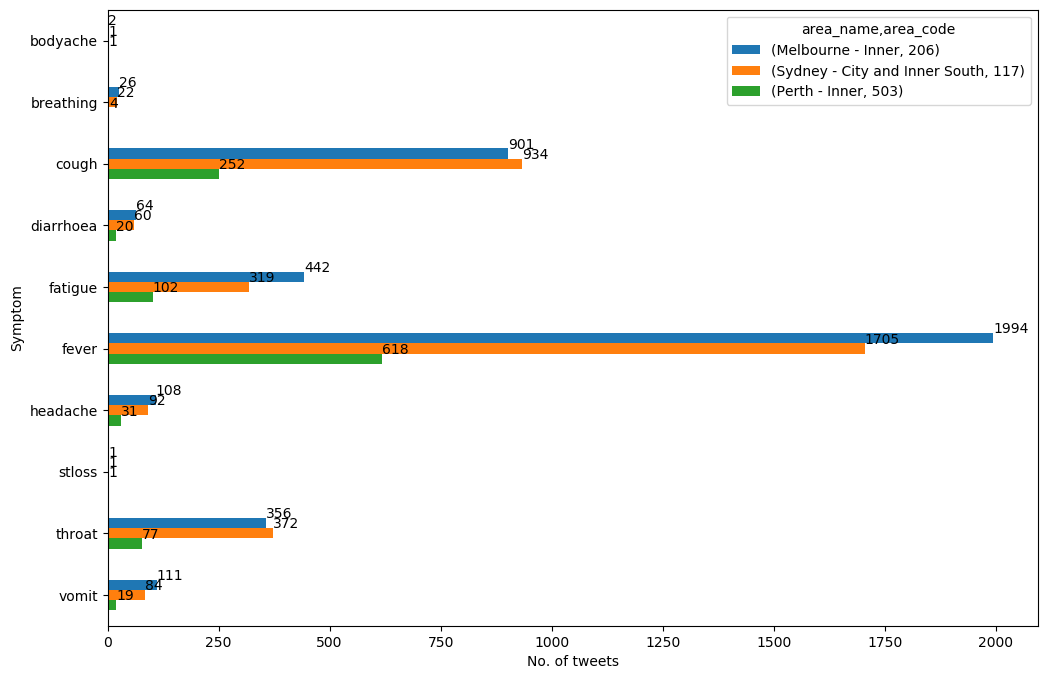 area_name,area_code
(Melbourne - Inner, 206)
(Sydney - City and Inner South, 117)
(Perth - Inner, 503)
Symptom
bodyache
2
1
1
breathing
26
22
4
cough
901
934
252
diarrhoea
64
60
20
fatigue
442
319
102
fever
1994
1705
618
headache
108
92
31
stloss
1
1
1
throat
356
372
77
vomit
111
84
19
0 250 500 750 1000 1250 1500 1750 2000
No. of tweets